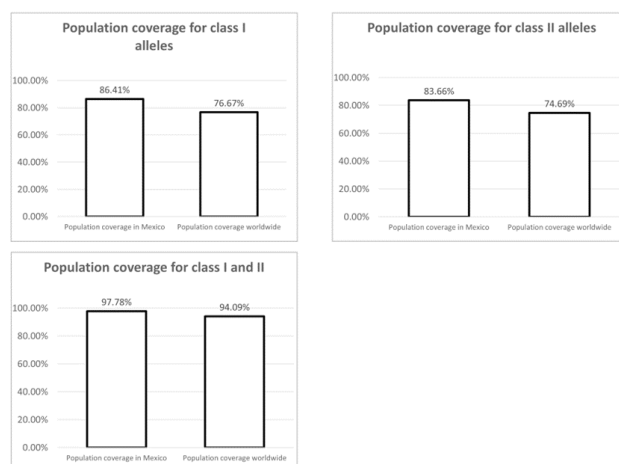 Population coverage for class I
alleles
100.00%
80.00%
60.00%
40.00%
20.00%
0.00%
86.41%
76.67%
Population coverage in Mexico
Population coverage worldwide
Population coverage for class II alleles
100.00%
80.00%
60.00%
40.00%
20.00%
0.00%
83.66%
74.69%
Population coverage in Mexico
Population coverage worldwide
Population coverage for class I and II
100.00%
80.00%
60.00%
40.00%
20.00%
0.00%
97.78%
94.09%
Population coverage in Mexico
Population coverage worldwide